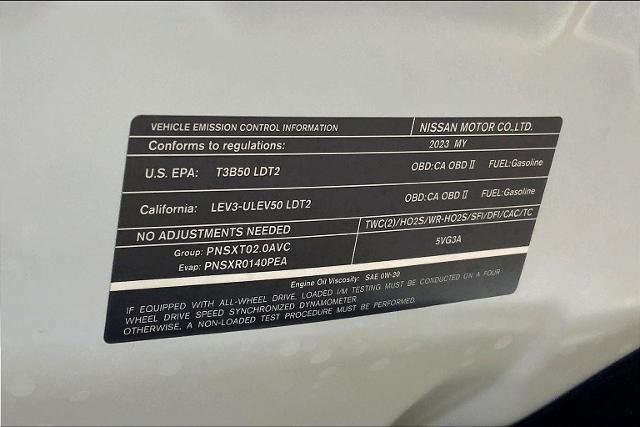 VEHICLE EMISSION CONTROL INFORMATION NISSAN MOTOR CO.,LTD.
Conforms to regulations: 2023 MY
U.S. EPA: T3B50 LDT2 OBD:CA OBD II FUEL:Gasoline
California: LEV3-ULEV50 LDT2 OBD:CA OBD II FUEL:Gasoline
NO ADJUSTMENTS NEEDED TWC(2)/HO2S/WR-HO2S/SFI/DFI/CAC/TC
Group: PNSXT02.0AVC 5VG3A
Evap: PNSXR0140PEA
Engine Oil Viscosity: SAE 0W-20
IF EQUIPPED WITH ALL-WHEEL DRIVE, LOADED I/M TESTING MUST BE CONDUCTED ON A FOUR
WHEEL DRIVE SPEED SYNCHRONIZED DYNAMOMETER.
OTHERWISE, A NON-LOADED TEST PROCEDURE MUST BE PERFORMED.